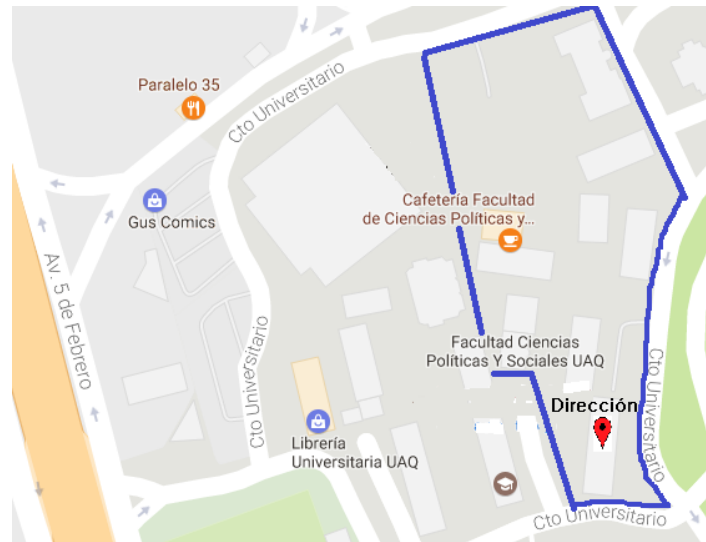 Paralelo 35
Cto Universitario
Cafetería Facultad
de Ciencias Políticas y...
Gus Comics
Av. 5 de Febrero
Cto Universitario
Facultad Ciencias
Políticas Y Sociales UAQ
Cto Universitario
Dirección
Librería
Universitaria UAQ
Cto Universitario